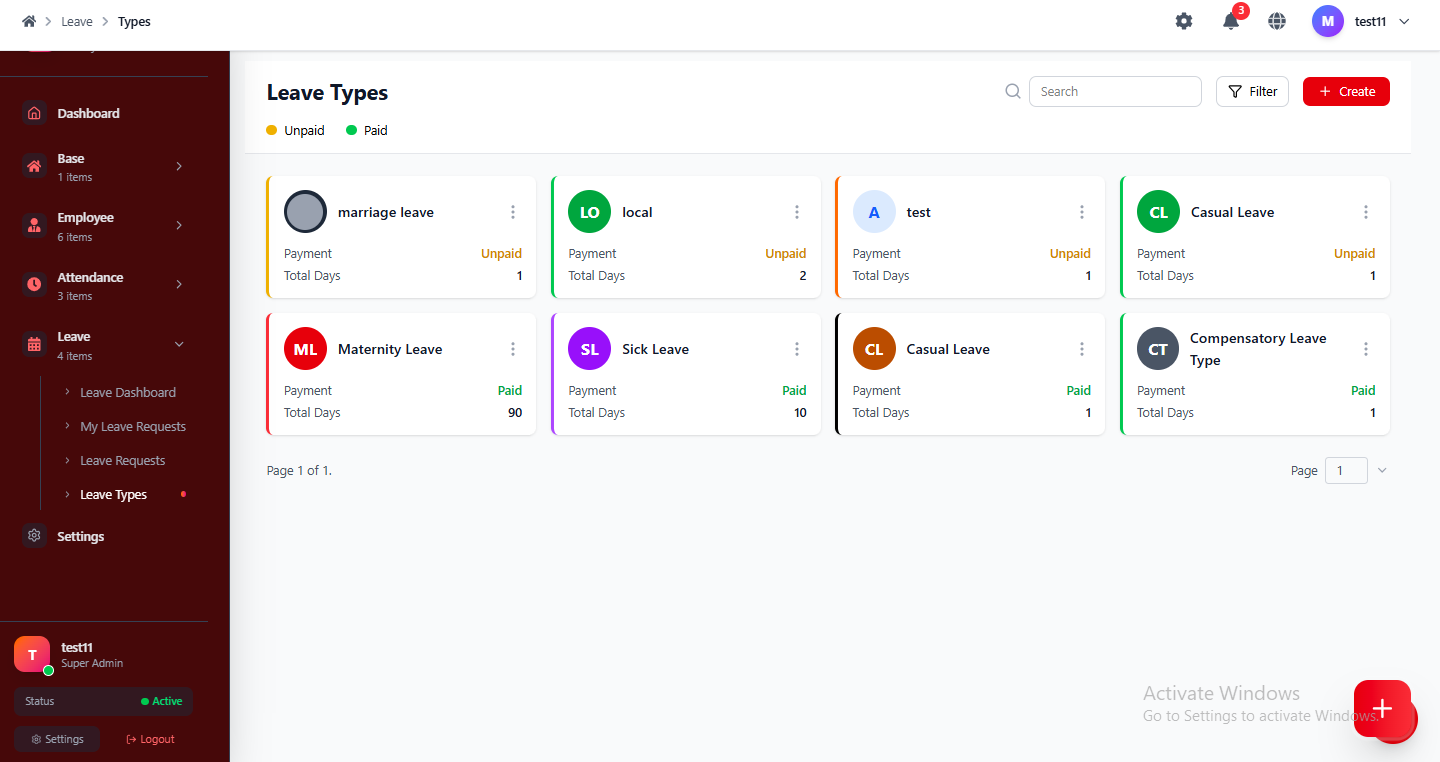 Leave
Types
3
M
test11
Dashboard
Base
1 items
Employee
6 items
Attendance
3 items
Leave
4 items
Leave Dashboard
My Leave Requests
Leave Requests
Leave Types
Settings
T
test11
Super Admin
Status
Active
Settings
Logout
Leave Types
Search
Filter
Create
Unpaid
Paid
marriage leave
Payment
Unpaid
Total Days
1
LO
local
Payment
Unpaid
Total Days
2
A
test
Payment
Unpaid
Total Days
1
CL
Casual Leave
Payment
Unpaid
Total Days
1
ML
Maternity Leave
Payment
Paid
Total Days
90
SL
Sick Leave
Payment
Paid
Total Days
10
CL
Casual Leave
Payment
Paid
Total Days
1
CT
Compensatory Leave
Type
Payment
Paid
Total Days
1
Page 1 of 1.
Page
1
Activate Windows
Go to Settings to activate Windows.